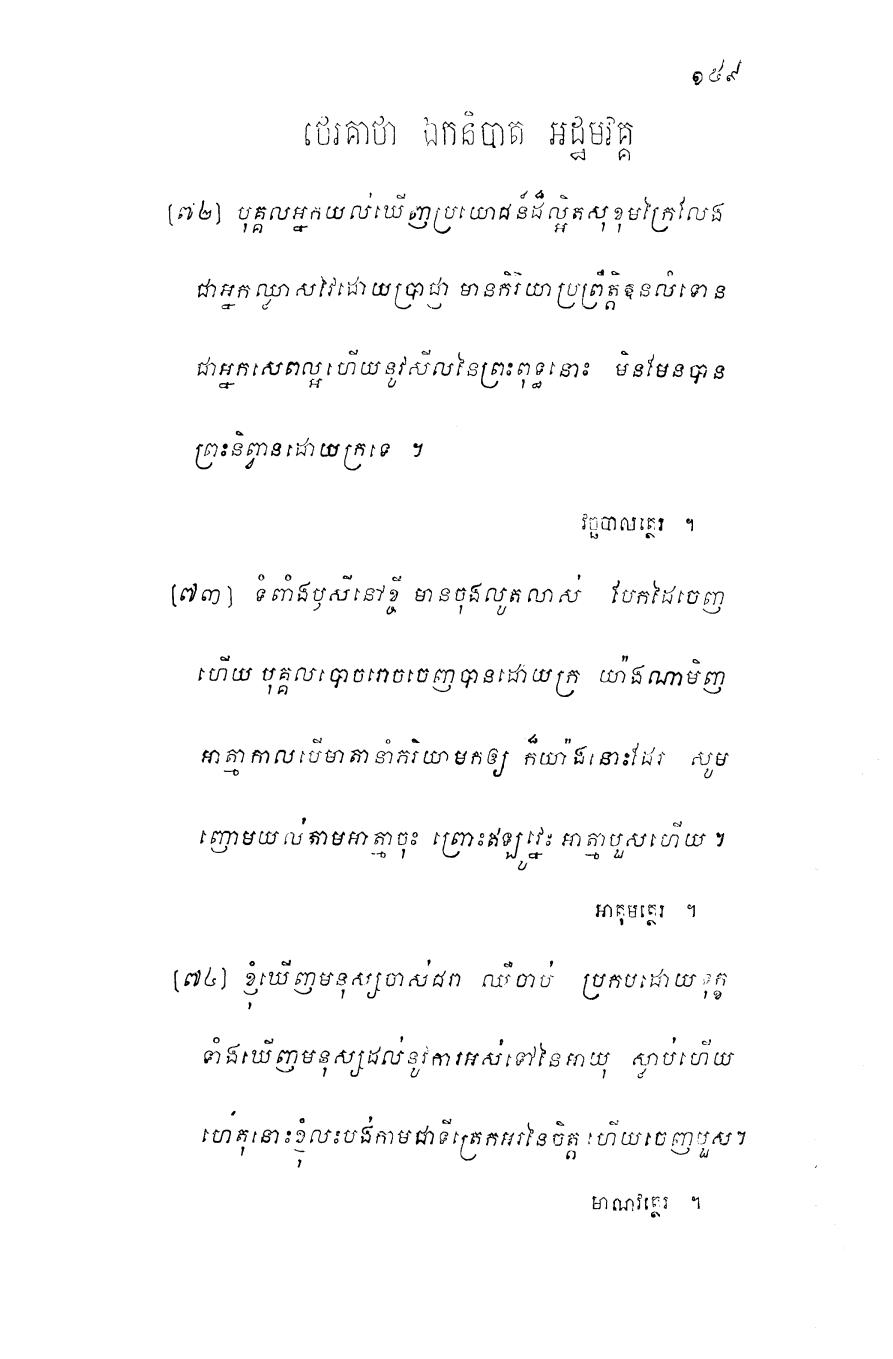 ១៥៩
ថេរគាថា ឯកនិបាត អដ្ឋមវគ្គ
(៧២) បុគ្គលអ្នកយល់ឃើញប្រយោជន៍ដ៏ល្អិតសុខុមក្រៃលែង
ជាអ្នកឈ្លាសវៃដោយប្រាជ្ញា មានកិរិយាប្រព្រឹត្តិឱនលំទោន
ជាអ្នកសេពល្អហើយនូវសីលនៃព្រះពុទ្ធនោះ មិនមែនបាន
ព្រះនិព្វានដោយក្រទេ ។
វច្ឆបាលត្ថេរ ។
(៧៣) ទំពាំងឫស្សីនៅខ្ចី មានចុងលូតលាស់ បែកដៃចេញ
ហើយ បុគ្គលបោចរោចចេញបានដោយក្រ យ៉ាងណាមិញ
អាត្មាកាលបើមាតានាំភរិយាមកឲ្យ ក៏យ៉ាងនោះដែរ សូម
ញោមយល់តាមអាត្មាចុះ ព្រោះឥឡូវ្នេះ អាត្មាបួសហើយ ។
អាតុមត្ថេរ ។
(៧៤) ខ្ញុំឃើញមនុស្សចាស់ជរា ឈឺចាប់ ប្រកបដោយទុក្ខ
ទាំងឃើញមនុស្សដល់នូវការអស់ទៅនៃអាយុ ស្លាប់ហើយ
ហេតុនោះខ្ញុំលះបង់កាមជាទីត្រេកអរនៃចិត្ត ហើយចេញបួស។
មាណវត្ថេរ ។